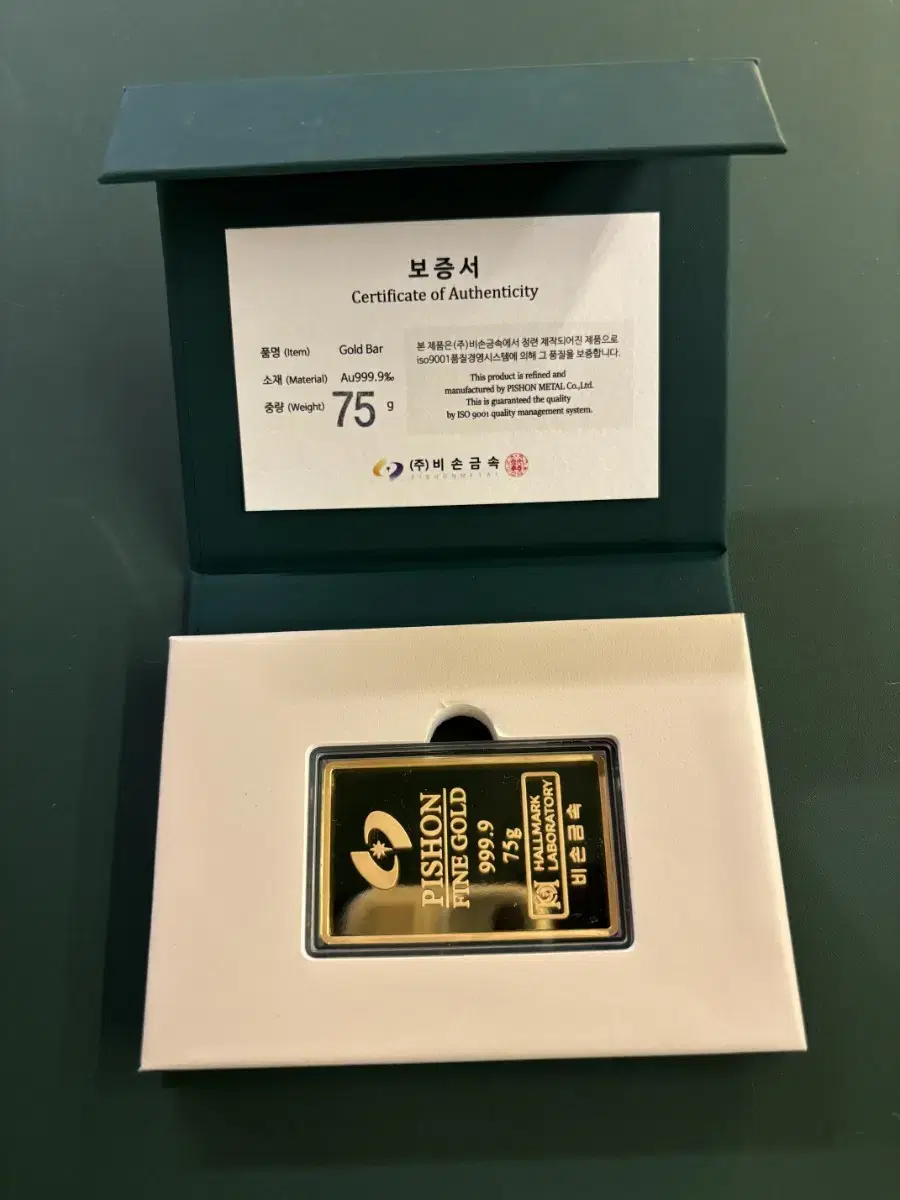 보증서
Certificate of Authenticity
품명 (Item) Gold Bar
소재 (Material) Au999.9‰
중량 (Weight) 75 g
본 제품은 (주)비손금속에서 정련 제작되어진 제품으로
iso9001품질경영시스템에 의해 그 품질을 보증합니다.
This product is refined and
manufactured by PISHON METAL Co.,Ltd.
This is guaranteed the quality
by ISO 9001 quality management system.
(주)비손금속
PISHONMETAL
PISHON
FINE GOLD
999.9
75g
HALLMARK
LABORATORY
비손금속